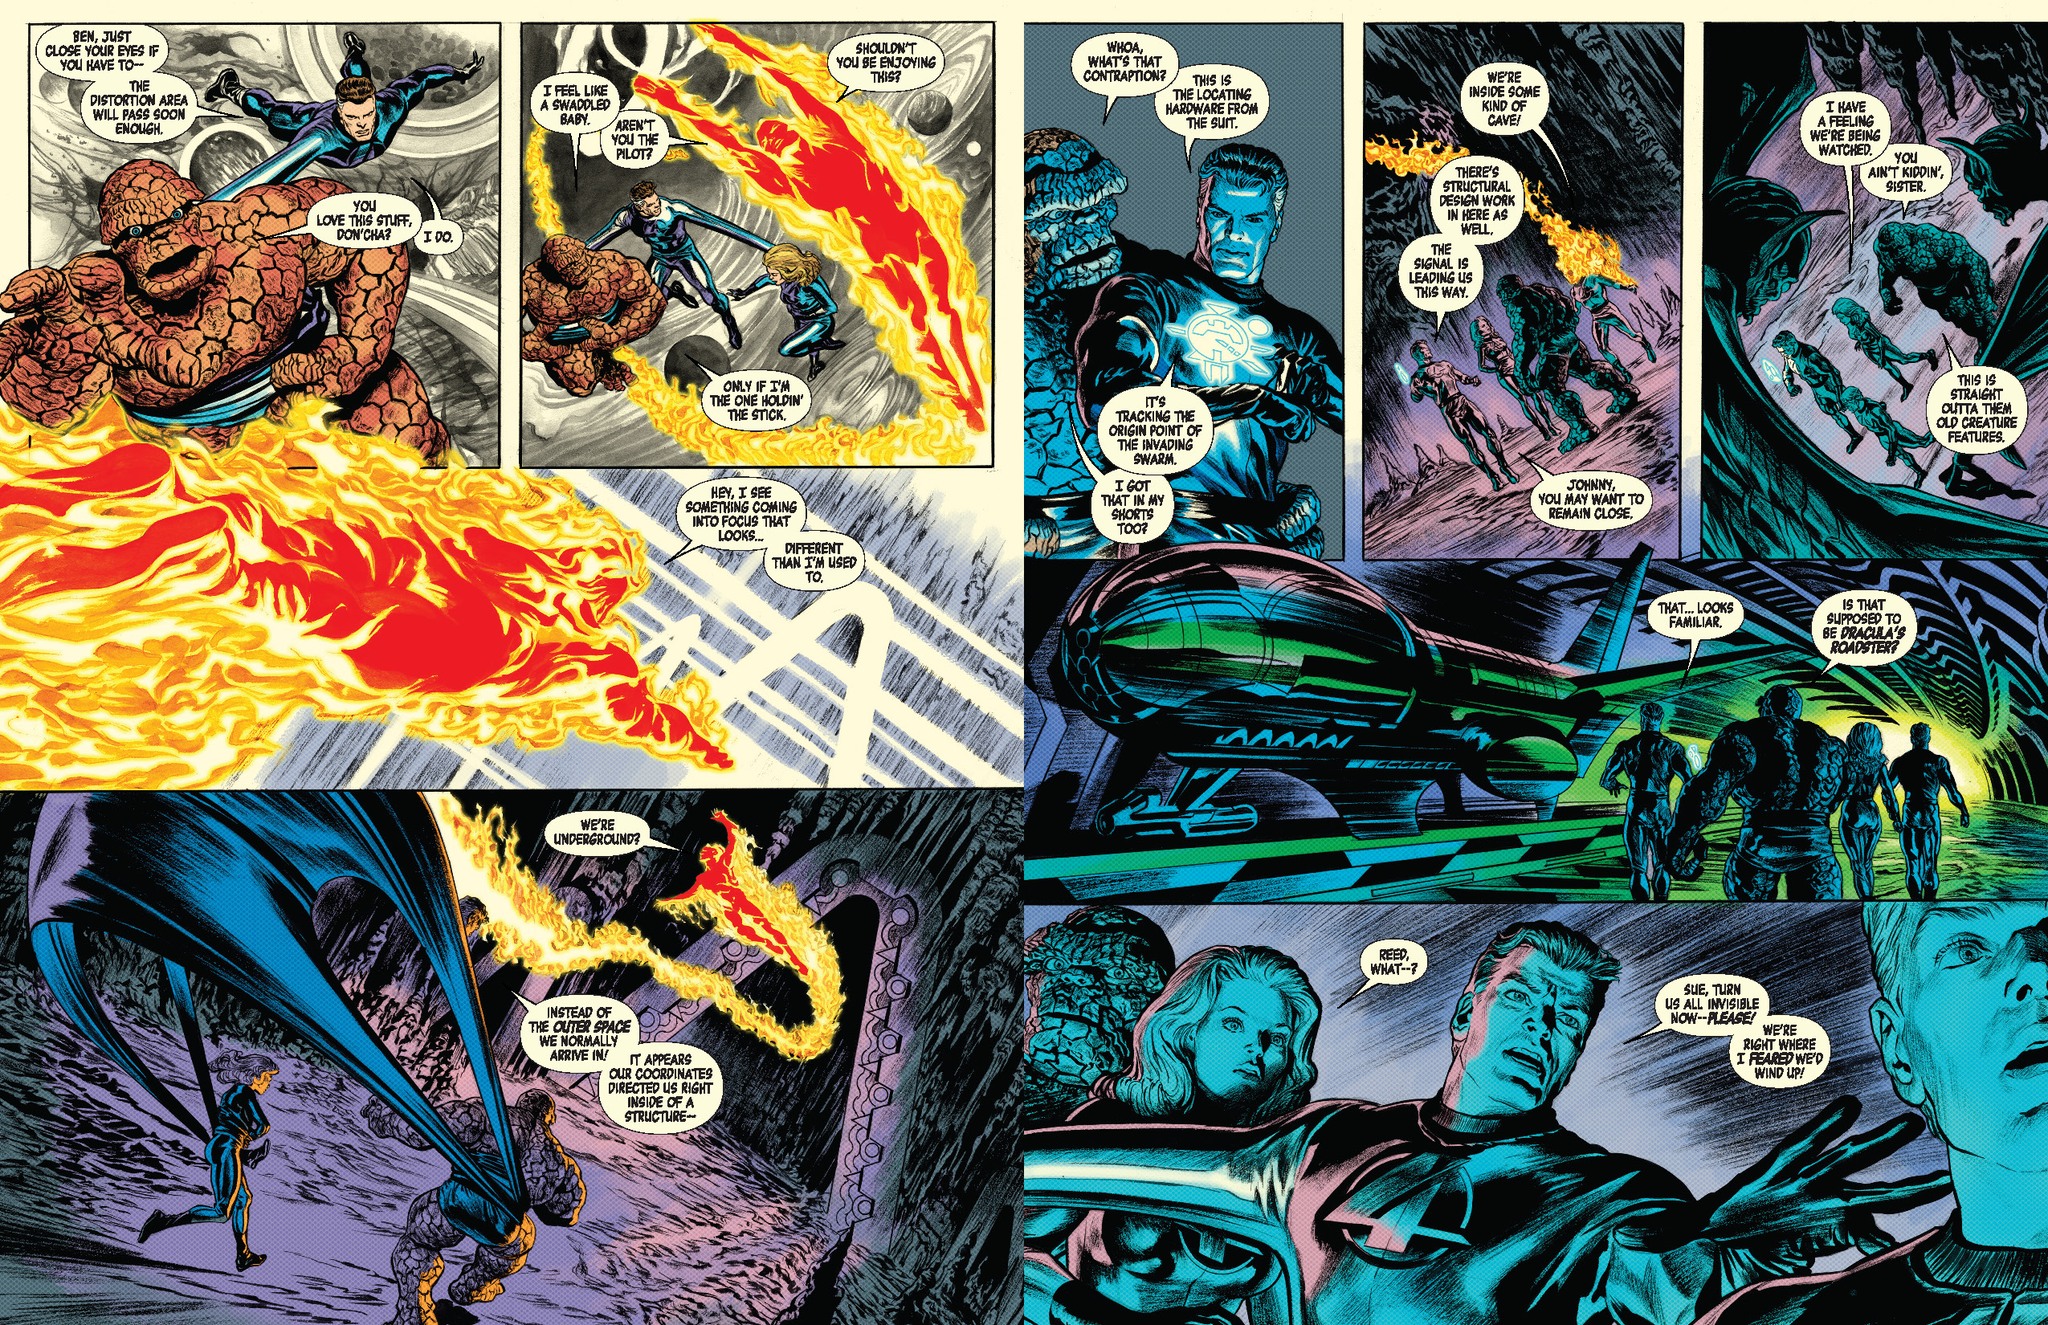 BEN, JUST
CLOSE YOUR EYES IF
YOU HAVE TO--
THE
DISTORTION AREA
WILL PASS SOON
ENOUGH.
YOU
LOVE THIS STUFF,
DON'CHA?
I DO.
I FEEL LIKE
A SWADDLED
BABY.
AREN'T
YOU THE
PILOT?
SHOULDN'T
YOU BE ENJOYING
THIS?
ONLY IF I'M
THE ONE HOLDIN'
THE STICK.
HEY, I SEE
SOMETHING COMING
INTO FOCUS THAT
LOOKS...
DIFFERENT
THAN I'M USED
TO.
WE'RE
UNDERGROUND?
INSTEAD OF
THE OUTER SPACE
WE NORMALLY
ARRIVE IN!
IT APPEARS
OUR COORDINATES
DIRECTED US RIGHT
INSIDE OF A
STRUCTURE--
WHOA,
WHAT'S THAT
CONTRAPTION?
THIS IS
THE LOCATING
HARDWARE FROM
THE SUIT.
IT'S
TRACKING THE
ORIGIN POINT
OF THE INVADING
SWARM.
I GOT
THAT IN MY
SHORTS
TOO?
WE'RE
INSIDE SOME
KIND OF
CAVE!
THERE'S
STRUCTURAL
DESIGN WORK
IN HERE AS
WELL.
THE
SIGNAL IS
LEADING US
THIS WAY.
JOHNNY,
YOU MAY WANT TO
REMAIN CLOSE.
I HAVE
A FEELING
WE'RE BEING
WATCHED.
YOU
AIN'T KIDDIN',
SISTER.
THIS IS
STRAIGHT
OUTTA THEM
OLD CREATURE
FEATURES.
THAT... LOOKS
FAMILIAR.
IS THAT
SUPPOSED TO
BE DRACULA'S
ROADSTER?
REED,
WHAT--?
SUE, TURN
US ALL INVISIBLE
NOW--PLEASE!
WE'RE
RIGHT WHERE
I FEARED WE'D
WIND UP!
4